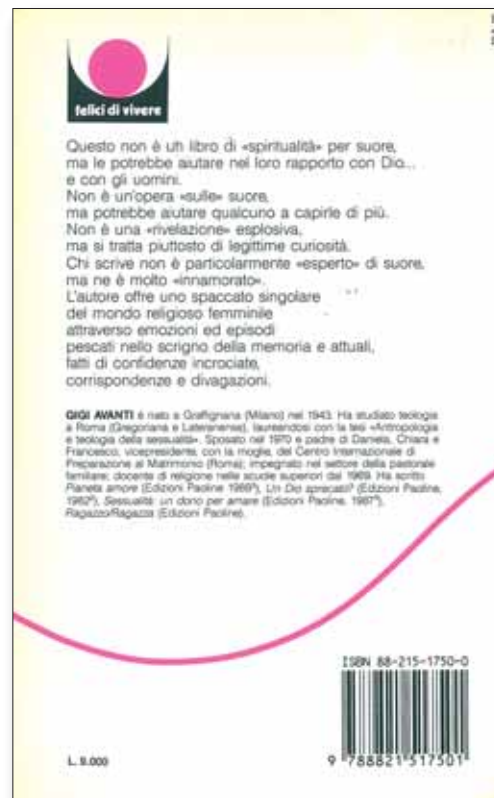 felici di vivere
Questo non è un libro di «spiritualità» per suore,
ma le potrebbe aiutare nel loro rapporto con Dio...
e con gli uomini.
Non è un'opera «sulle» suore,
ma potrebbe aiutare qualcuno a capirle di più.
Non è una «rivelazione» esplosiva,
ma si tratta piuttosto di legittime curiosità.
Chi scrive non è particolarmente «esperto» di suore,
ma ne è molto «innamorato».
L'autore offre uno spaccato singolare
del mondo religioso femminile
attraverso emozioni ed episodi
pescati nello scrigno della memoria e attuali,
fatti di confidenze incrociate,
corrispondenze e divagazioni.
GIGI AVANTI è nato a Graffignana (Milano) nel 1943. Ha studiato teologia
a Roma (Gregoriana e Lateranense), laureandosi con la tesi «Antropologia
e teologia della sessualità». Sposato nel 1970 e padre di Daniela, Chiara e
Francesco, vicepresidente, con la moglie, del Centro Internazionale di
Preparazione al Matrimonio (Roma); impegnato nel settore della pastorale
familiare; docente di religione nelle scuole superiori dal 1969. Ha scritto
Pianeta amore (Edizioni Paoline), Un Dio sprecato? (Edizioni Paoline,
Sessualità: un dono per amare (Edizioni Paoline,
Ragazzo/Ragazza (Edizioni Paoline).
ISBN 88-215-1750-0
L. 9.000
9 788821 517501